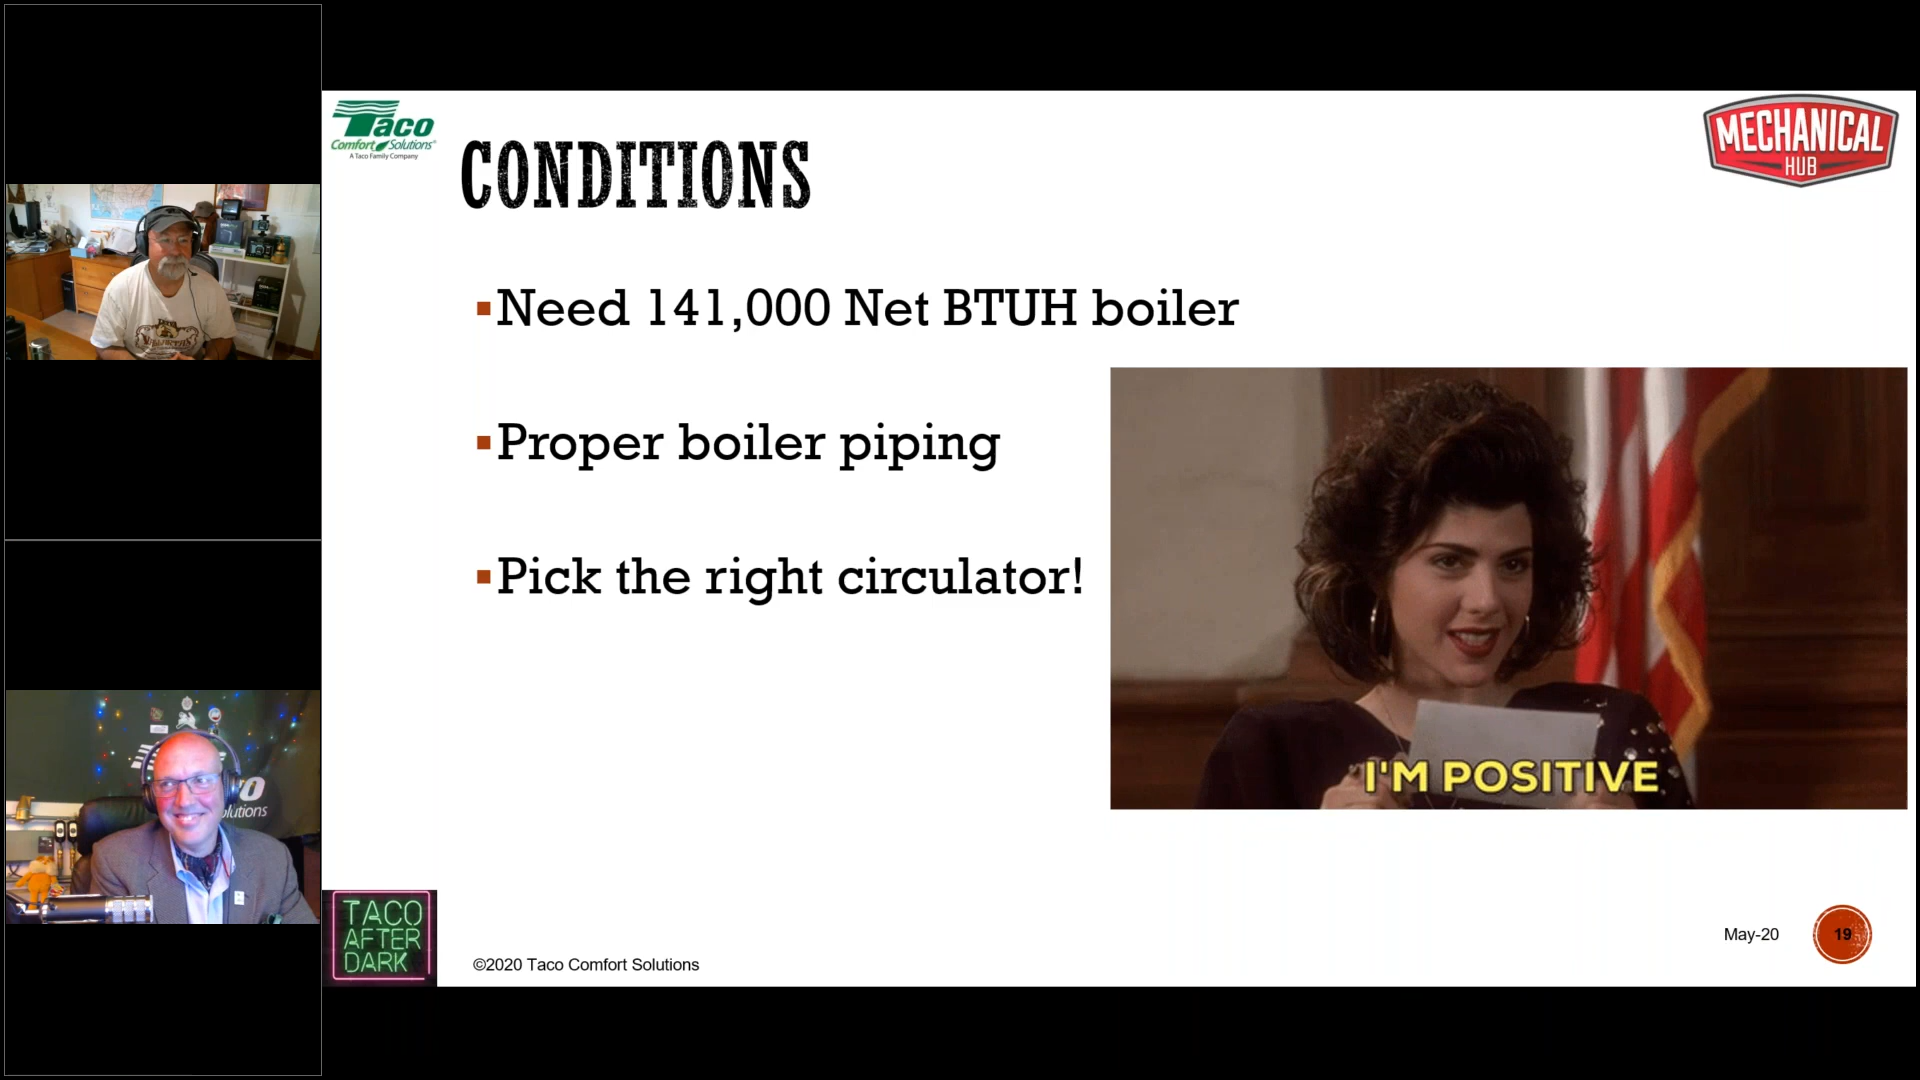 Taco
Comfort Solutions®
A Taco Family Company
CONDITIONS
MECHANICAL
HUB
Need 141,000 Net BTUH boiler
Proper boiler piping
Pick the right circulator!
I'M POSITIVE
TACO
AFTER
DARK
©2020 Taco Comfort Solutions
May-20
19
olutions